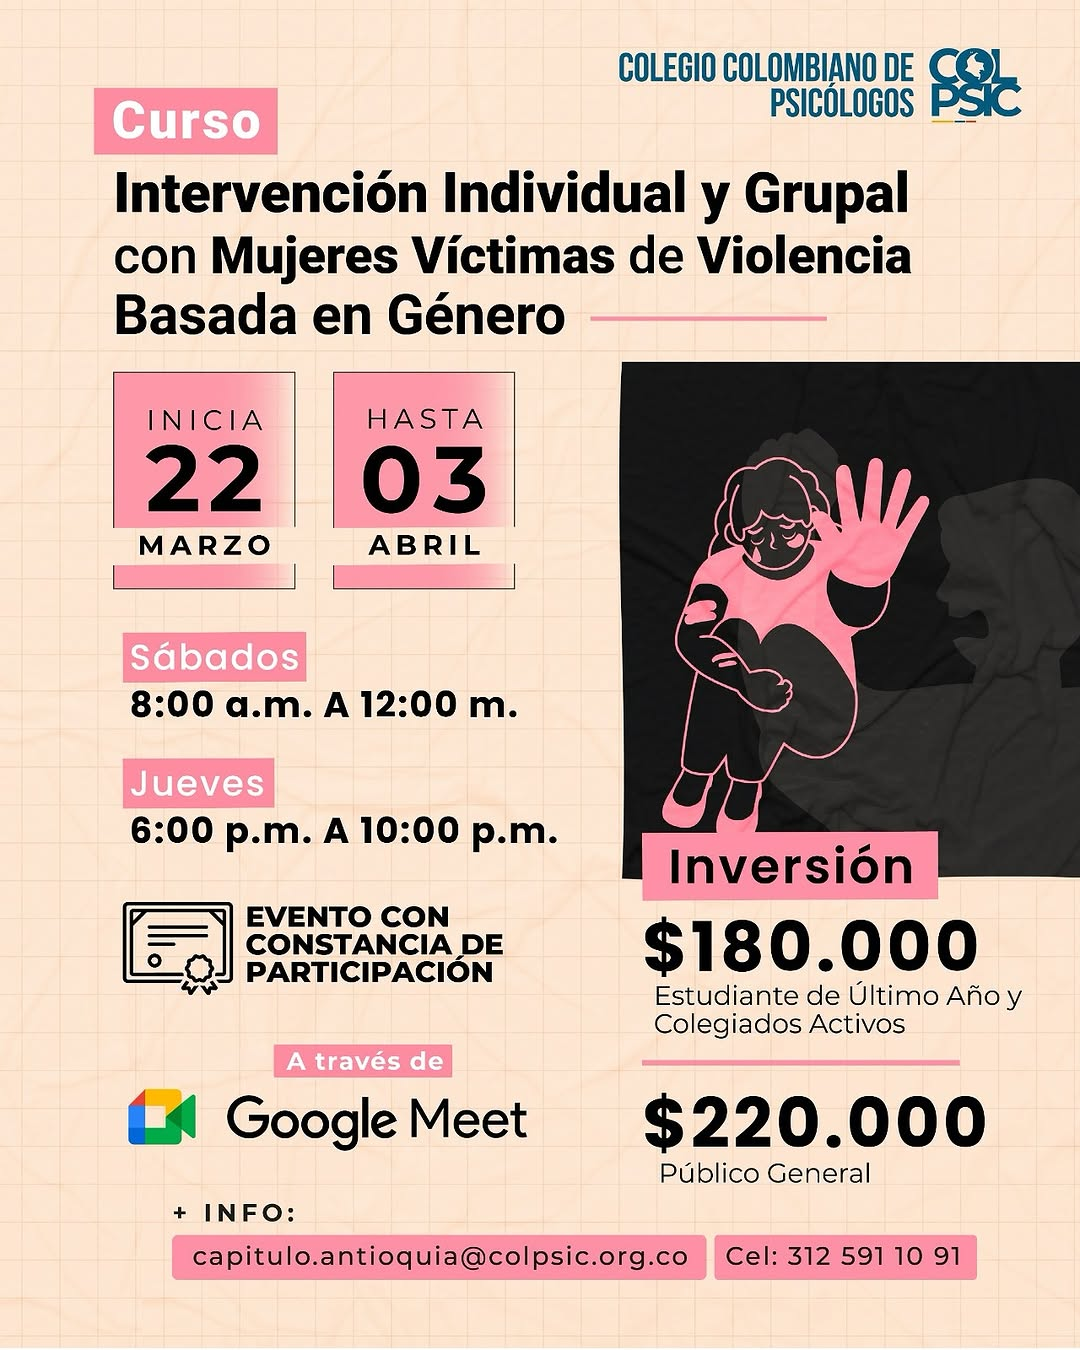 COLEGIO COLOMBIANO DE
PSICÓLOGOS
COL
PSIC
Curso
Intervención Individual y Grupal
con Mujeres Víctimas de Violencia
Basada en Género
INICIA
22
MARZO
HASTA
03
ABRIL
Sábados
8:00 a.m. A 12:00 m.
Jueves
6:00 p.m. A 10:00 p.m.
EVENTO CON
CONSTANCIA DE
PARTICIPACIÓN
A través de
Google Meet
Inversión
$180.000
Estudiante de Último Año y
Colegiados Activos
$220.000
Público General
+ INFO:
capitulo.antioquia@colpsic.org.co
Cel: 312 591 10 91